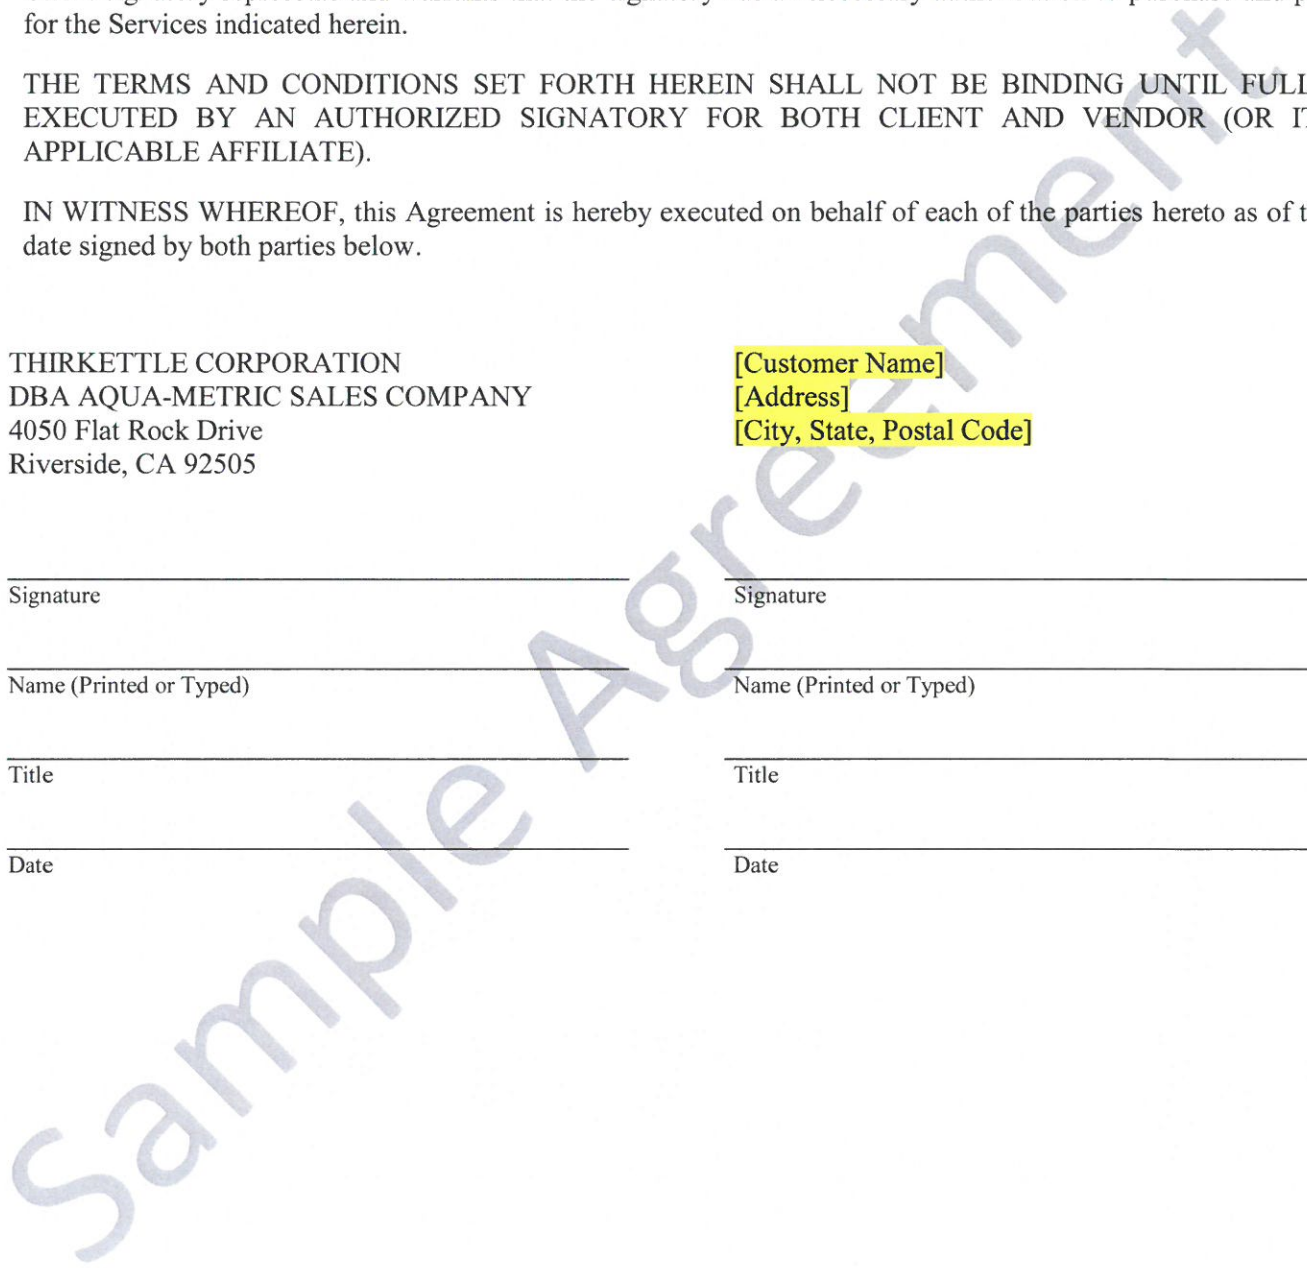 for the Services indicated herein.
THE TERMS AND CONDITIONS SET FORTH HEREIN SHALL NOT BE BINDING UNTIL FULL
EXECUTED BY AN AUTHORIZED SIGNATORY FOR BOTH CLIENT AND VENDOR (OR IT
APPLICABLE AFFILIATE).
IN WITNESS WHEREOF, this Agreement is hereby executed on behalf of each of the parties hereto as of t
date signed by both parties below.
THIRKETTLE CORPORATION
DBA AQUA-METRIC SALES COMPANY
4050 Flat Rock Drive
Riverside, CA 92505
[Customer Name]
[Address]
[City, State, Postal Code]
Signature
Name (Printed or Typed)
Title
Date
Signature
Name (Printed or Typed)
Title
Date
Sample Agreement